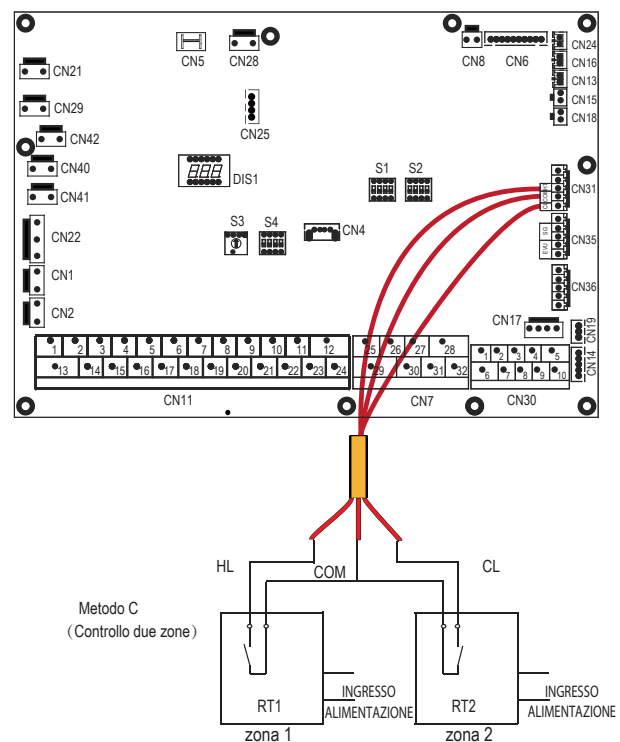 CN5
CN28
CN8
CN6
CN24
CN16
CN13
CN15
CN18
CN21
CN29
CN42
CN40
CN41
CN22
CN1
CN2
CN25
DIS1
S1
S2
S3
S4
CN4
CN31
CN35
SG
EVU
CN36
CN17
CN19
CN14
1 2 3 4 5 6 7 8 9 10 11 12
13 14 15 16 17 18 19 20 21 22 23 24
CN11
25 26 27 28
29 30 31 32
CN7
1 2 3 4 5
6 7 8 9 10
CN30
HL
COM
CL
Metodo C
（Controllo due zone）
RT1
INGRESSO
ALIMENTAZIONE
zona 1
RT2
INGRESSO
ALIMENTAZIONE
zona 2